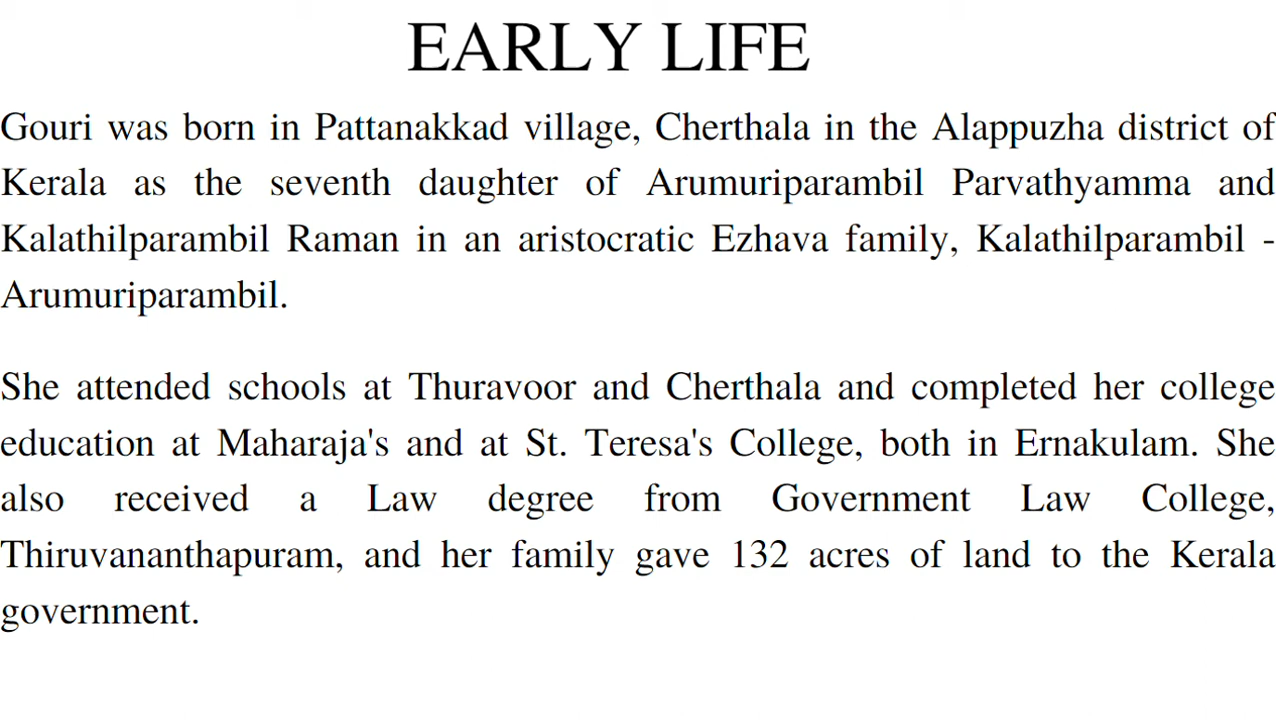 EARLY LIFE
Gouri was born in Pattanakkad village, Cherthala in the Alappuzha district of
Kerala as the seventh daughter of Arumuriparambil Parvathyamma and
Kalathilparambil Raman in an aristocratic Ezhava family, Kalathilparambil -
Arumuriparambil.
She attended schools at Thuravoor and Cherthala and completed her college
education at Maharaja's and at St. Teresa's College, both in Ernakulam. She
also received a Law degree from Government Law College,
Thiruvananthapuram, and her family gave 132 acres of land to the Kerala
government.